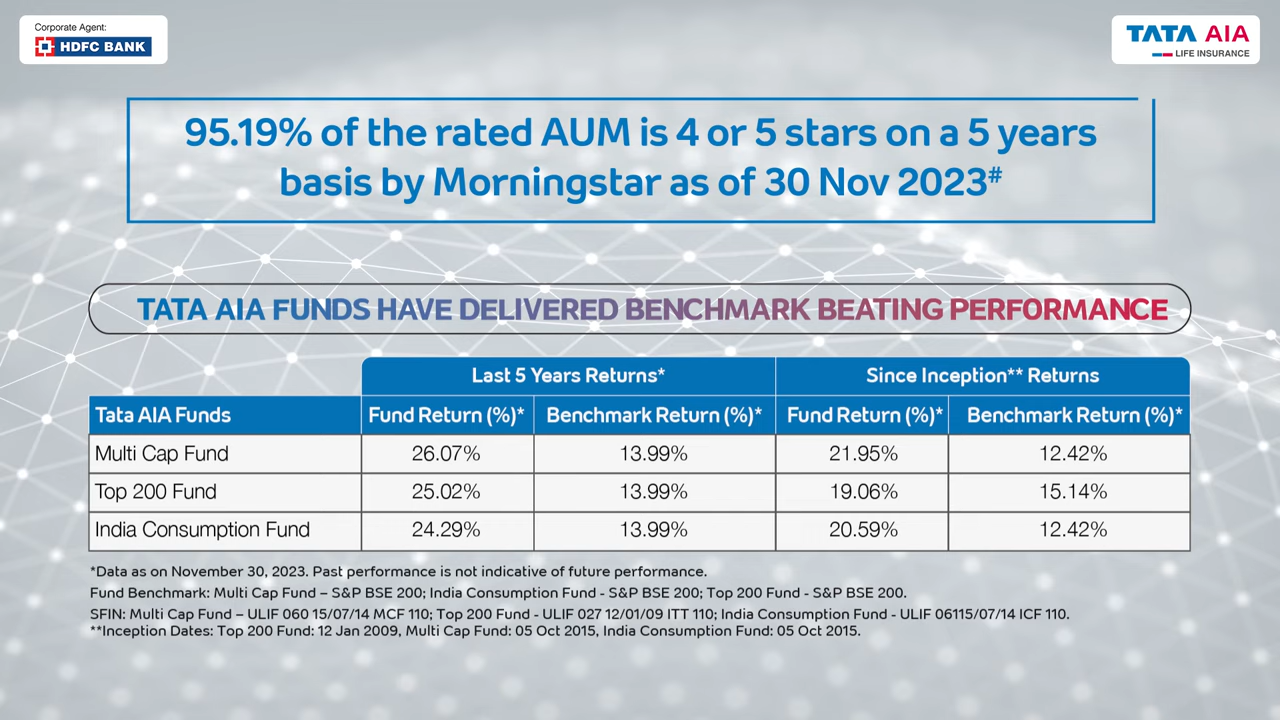 Corporate Agent:
HDFC BANK
TATA AIA
LIFE INSURANCE
95.19% of the rated AUM is 4 or 5 stars on a 5 years
basis by Morningstar as of 30 Nov 2023#
TATA AIA FUNDS HAVE DELIVERED BENCHMARK BEATING PERFORMANCE
Last 5 Years Returns* Since Inception** Returns
Tata AIA Funds Fund Return (%)* Benchmark Return (%)* Fund Return (%)* Benchmark Return (%)*
Multi Cap Fund 26.07% 13.99% 21.95% 12.42%
Top 200 Fund 25.02% 13.99% 19.06% 15.14%
India Consumption Fund 24.29% 13.99% 20.59% 12.42%
*Data as on November 30, 2023. Past performance is not indicative of future performance.
Fund Benchmark: Multi Cap Fund – S&P BSE 200; India Consumption Fund - S&P BSE 200; Top 200 Fund - S&P BSE 200.
SFIN: Multi Cap Fund – ULIF 060 15/07/14 MCF 110; Top 200 Fund - ULIF 027 12/01/09 ITT 110; India Consumption Fund - ULIF 06115/07/14 ICF 110.
**Inception Dates: Top 200 Fund: 12 Jan 2009, Multi Cap Fund: 05 Oct 2015, India Consumption Fund: 05 Oct 2015.